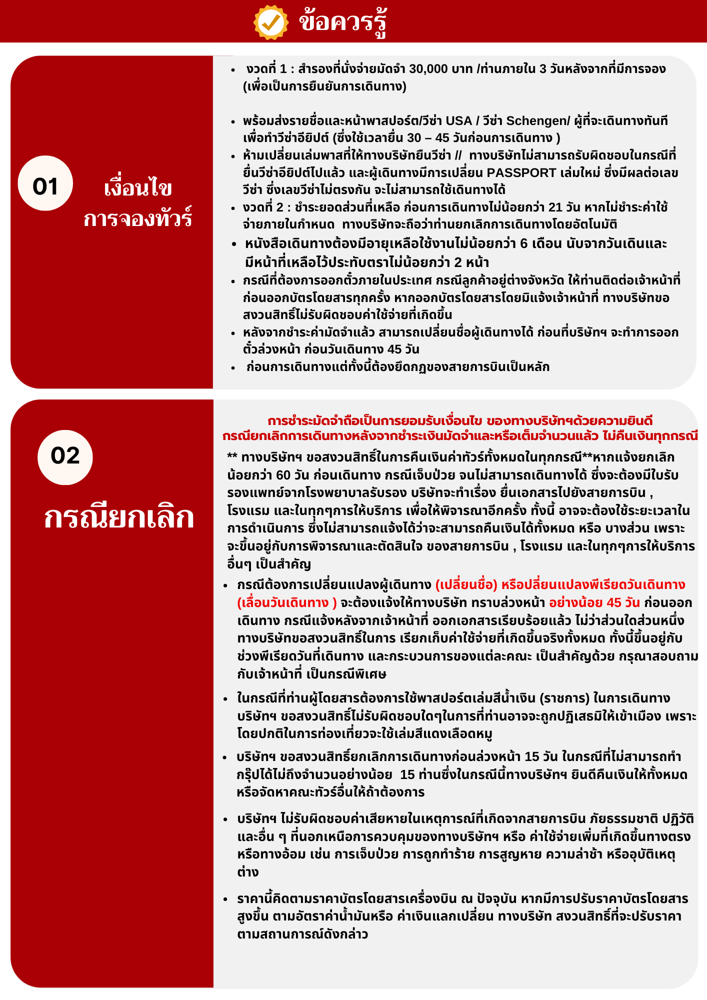 ข้อควรรู้
01
เงื่อนไข
การจองทัวร์
• งวดที่ 1 : สำรองที่นั่งจ่ายมัดจำ 30,000 บาท /ท่านภายใน 3 วันหลังจากที่มีการจอง
(เพื่อเป็นการยืนยันการเดินทาง)
• พร้อมส่งรายชื่อและหน้าพาสปอร์ต/วีซ่า USA / วีซ่า Schengen/ ผู้ที่จะเดินทางทันที
เพื่อทำวีซ่าอียิปต์ (ซึ่งใช้เวลายื่น 30 – 45 วันก่อนการเดินทาง )
• ห้ามเปลี่ยนเล่มพาสที่ให้ทางบริษัทยืนวีซ่า // ทางบริษัทไม่สามารถรับผิดชอบในกรณีที่
ยื่นวีซ่าอียิปต์ไปแล้ว และผู้เดินทางมีการเปลี่ยน PASSPORT เล่มใหม่ ซึ่งมีผลต่อเลข
วีซ่า ซึ่งเลขวีซ่าไม่ตรงกัน จะไม่สามารถใช้เดินทางได้
• งวดที่ 2 : ชำระยอดส่วนที่เหลือ ก่อนการเดินทางไม่น้อยกว่า 21 วัน หากไม่ชำระค่าใช้
จ่ายภายในกำหนด ทางบริษัทจะถือว่าท่านยกเลิกการเดินทางโดยอัตโนมัติ
• หนังสือเดินทางต้องมีอายุเหลือใช้งานไม่น้อยกว่า 6 เดือน นับจากวันเดินและ
มีหน้าที่เหลือไว้ประทับตราไม่น้อยกว่า 2 หน้า
• กรณีที่ต้องการออกตั๋วภายในประเทศ กรณีลูกค้าอยู่ต่างจังหวัด ให้ท่านติดต่อเจ้าหน้าที่
ก่อนออกบัตรโดยสารทุกครั้ง หากออกบัตรโดยสารโดยมิแจ้งเจ้าหน้าที่ ทางบริษัทขอ
สงวนสิทธิ์ไม่รับผิดชอบค่าใช้จ่ายที่เกิดขึ้น
• หลังจากชำระค่ามัดจำแล้ว สามารถเปลี่ยนชื่อผู้เดินทางได้ ก่อนที่บริษัทฯ จะทำการออก
ตั๋วล่วงหน้า ก่อนวันเดินทาง 45 วัน
• ก่อนการเดินทางแต่ทั้งนี้ต้องยึดกฏของสายการบินเป็นหลัก
02
กรณียกเลิก
การชำระมัดจำถือเป็นการยอมรับเงื่อนไข ของทางบริษัทฯด้วยความยินดี
กรณียกเลิกการเดินทางหลังจากชำระเงินมัดจำและหรือเต็มจำนวนแล้ว ไม่คืนเงินทุกกรณี
** ทางบริษัทฯ ขอสงวนสิทธิ์ในการคืนเงินค่าทัวร์ทั้งหมดในทุกกรณี**หากแจ้งยกเลิก
น้อยกว่า 60 วัน ก่อนเดินทาง กรณีเจ็บป่วย จนไม่สามารถเดินทางได้ ซึ่งจะต้องมีใบรับ
รองแพทย์จากโรงพยาบาลรับรอง บริษัทจะทำเรื่อง ยื่นเอกสารไปยังสายการบิน ,
โรงแรม และในทุกๆการให้บริการ เพื่อให้พิจารณาอีกครั้ง ทั้งนี้ อาจจะต้องใช้ระยะเวลาใน
การดำเนินการ ซึ่งไม่สามารถแจ้งได้ว่าจะสามารถคืนเงินได้ทั้งหมด หรือ บางส่วน เพราะ
จะขึ้นอยู่กับการพิจารณาและตัดสินใจ ของสายการบิน , โรงแรม และในทุกๆการให้บริการ
อื่นๆ เป็นสำคัญ
• กรณีต้องการเปลี่ยนแปลงผู้เดินทาง (เปลี่ยนชื่อ) หรือปลี่ยนแปลงพีเรียดวันเดินทาง
(เลื่อนวันเดินทาง ) จะต้องแจ้งให้ทางบริษัท ทราบล่วงหน้า อย่างน้อย 45 วัน ก่อนออก
เดินทาง กรณีแจ้งหลังจากเจ้าหน้าที่ ออกเอกสารเรียบร้อยแล้ว ไม่ว่าส่วนใดส่วนหนึ่ง
ทางบริษัทขอสงวนสิทธิ์ในการ เรียกเก็บค่าใช้จ่ายที่เกิดขึ้นจริงทั้งหมด ทั้งนี้ขึ้นอยู่กับ
ช่วงพีเรียดวันที่เดินทาง และกระบวนการของแต่ละคณะ เป็นสำคัญด้วย กรุณาสอบถาม
กับเจ้าหน้าที่ เป็นกรณีพิเศษ
• ในกรณีที่ท่านผู้โดยสารต้องการใช้พาสปอร์ตเล่มสีน้ำเงิน (ราชการ) ในการเดินทาง
บริษัทฯ ขอสงวนสิทธิ์ไม่รับผิดชอบใดๆในการที่ท่านอาจจะถูกปฏิเสธมิให้เข้าเมือง เพราะ
โดยปกติในการท่องเที่ยวจะใช้เล่มสีแดงเลือดหมู
• บริษัทฯ ขอสงวนสิทธิ์ยกเลิกการเดินทางก่อนล่วงหน้า 15 วัน ในกรณีที่ไม่สามารถทำ
กรุ๊ปได้ไม่ถึงจำนวนอย่างน้อย 15 ท่านซึ่งในกรณีนี้ทางบริษัทฯ ยินดีคืนเงินให้ทั้งหมด
หรือจัดหาคณะทัวร์อื่นให้ถ้าต้องการ
• บริษัทฯ ไม่รับผิดชอบค่าเสียหายในเหตุการณ์ที่เกิดจากสายการบิน ภัยธรรมชาติ ปฏิวัติ
และอื่น ๆ ที่นอกเหนือการควบคุมของทางบริษัทฯ หรือ ค่าใช้จ่ายเพิ่มที่เกิดขึ้นทางตรง
หรือทางอ้อม เช่น การเจ็บป่วย การถูกทำร้าย การสูญหาย ความล่าช้า หรืออุบัติเหตุ
ต่าง
• ราคานี้คิดตามราคาบัตรโดยสารเครื่องบิน ณ ปัจจุบัน หากมีการปรับราคาบัตรโดยสาร
สูงขึ้น ตามอัตราค่าน้ำมันหรือ ค่าเงินแลกเปลี่ยน ทางบริษัท สงวนสิทธิ์ที่จะปรับราคา
ตามสถานการณ์ดังกล่าว